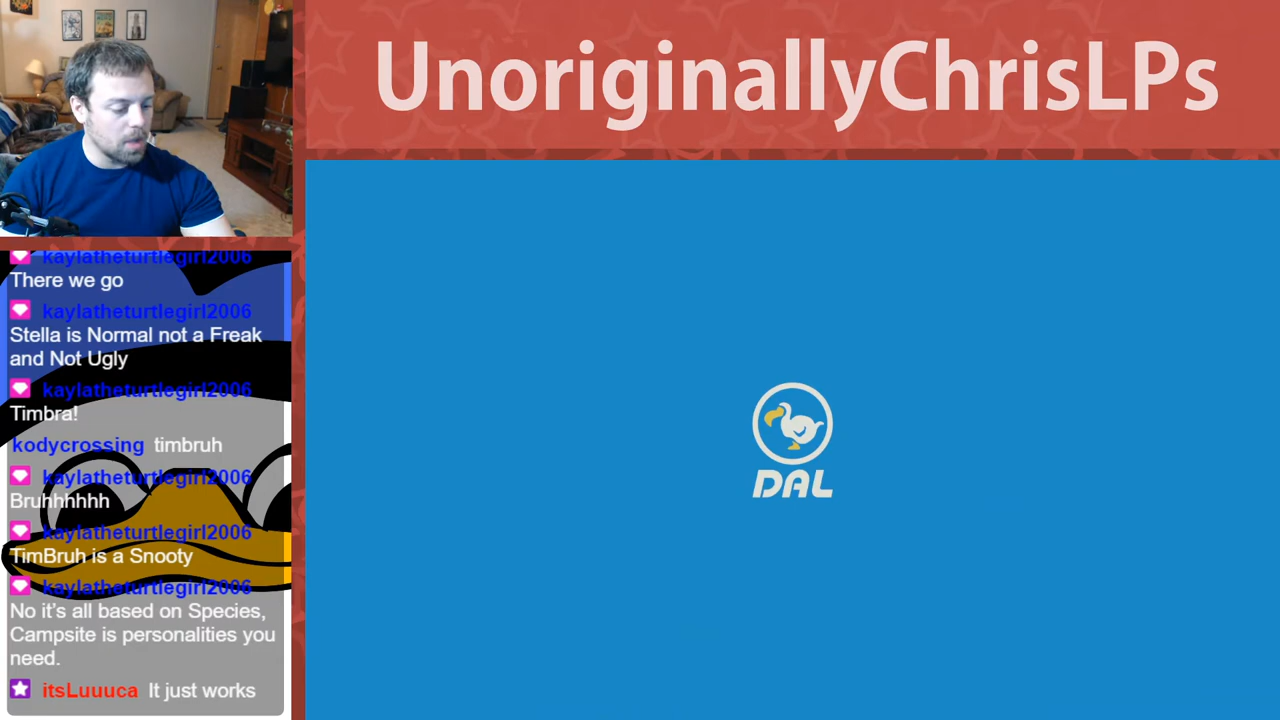 UnoriginallyChrisLPs
DAL
kaylatheturtlegirl2006
There we go
kaylatheturtlegirl2006
Stella is Normal not a Freak
and Not Ugly
kaylatheturtlegirl2006
Timbra!
kodycrossing timbruh
kaylatheturtlegirl2006
Bruhhhhhh
kaylatheturtlegirl2006
TimBruh is a Snooty
kaylatheturtlegirl2006
No it's all based on Species,
Campsite is personalities you
need.
itsLuuuca It just works